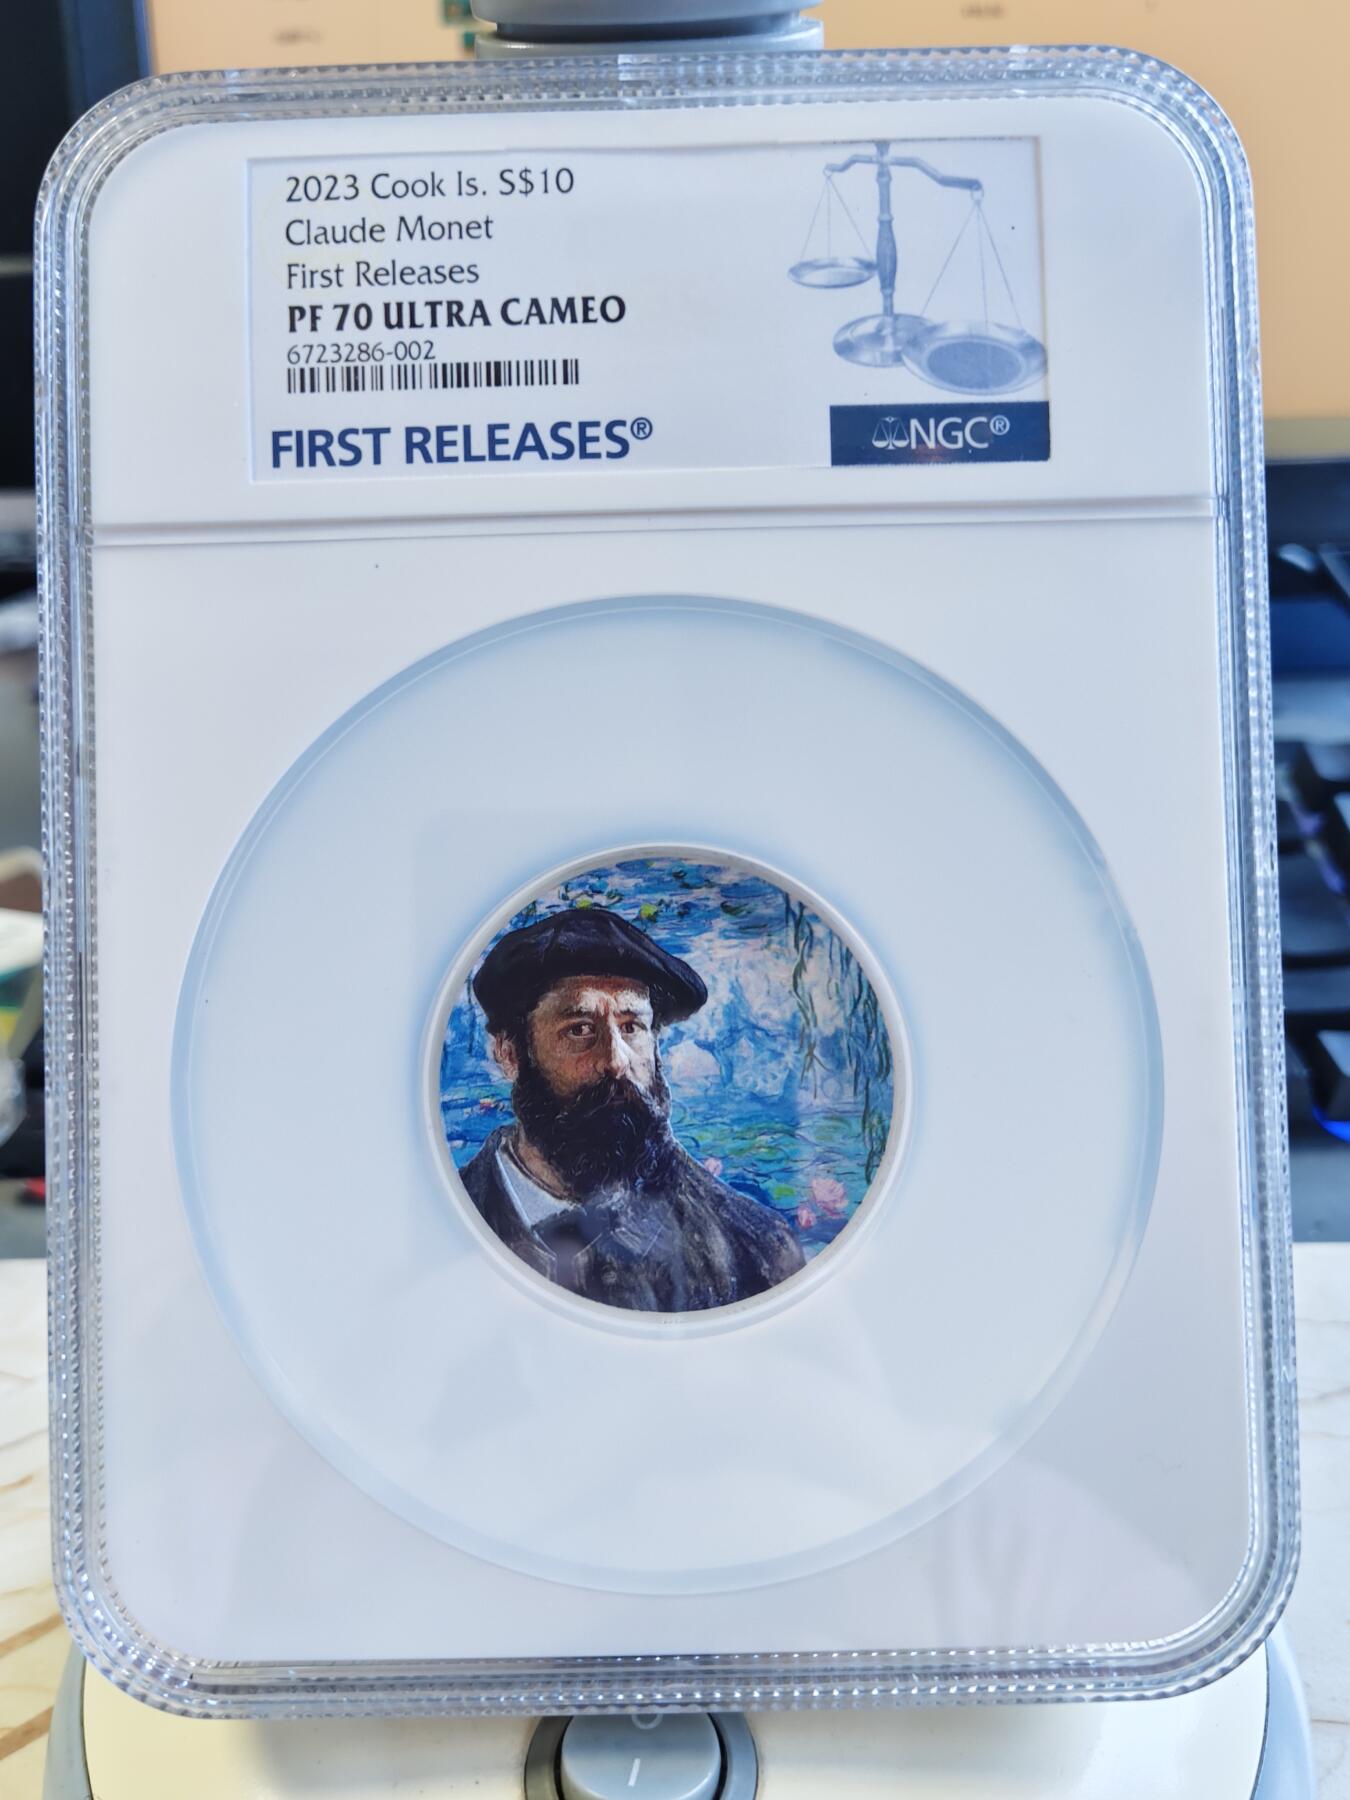 2023 Cook Is. S$10
Claude Monet
First Releases
PF 70 ULTRA CAMEO
6723286-002
FIRST RELEASES®
NGC®